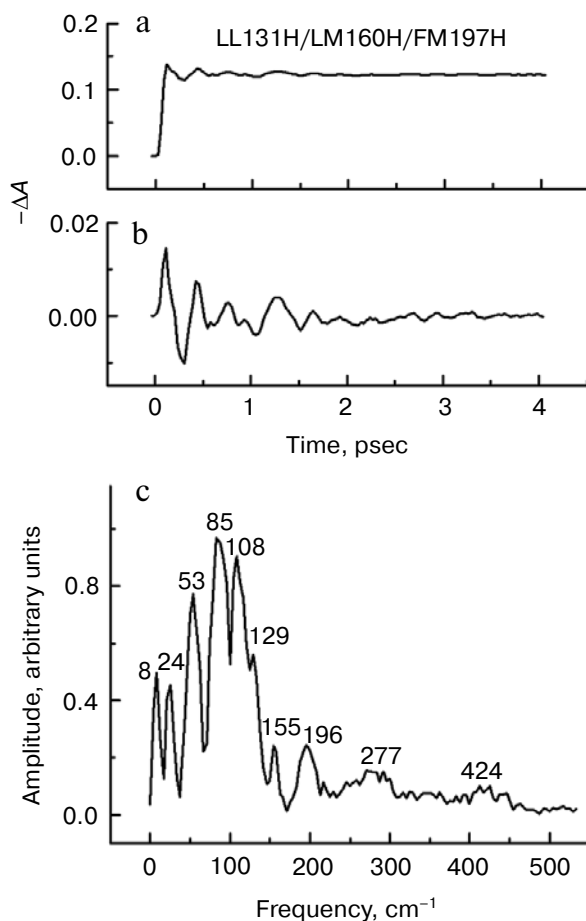 a
LL131H/LM160H/FM197H
0.2
0.1
0.0
−ΔA
b
0.02
0.00
0 1 2 3 4
Time, psec
c
85
108
53
129
8 24
155 196
277
424
0.8
0.4
0.0
Amplitude, arbitrary units
0 100 200 300 400 500
Frequency, cm⁻¹